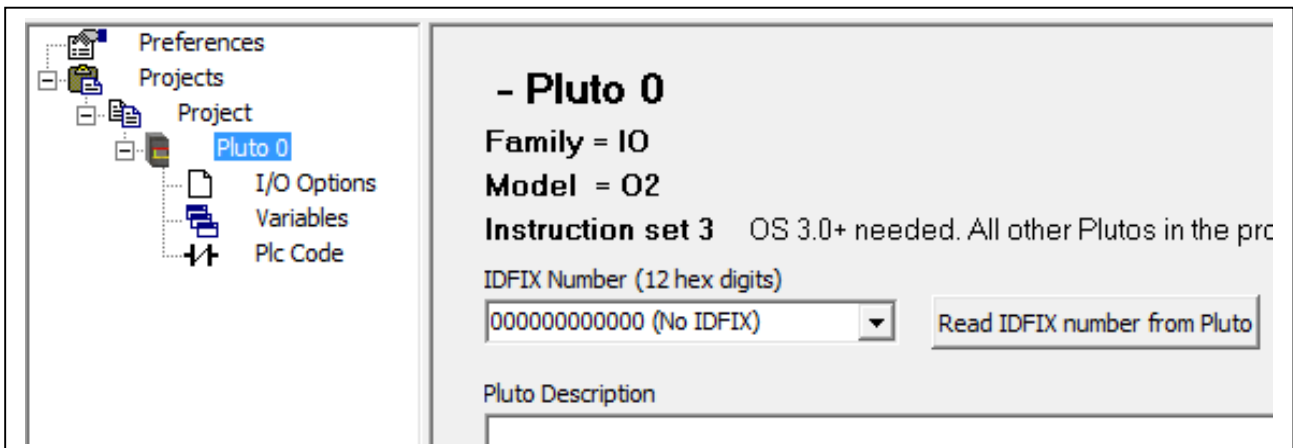 Preferences
Projects
Project
Pluto 0
I/O Options
Variables
Plc Code
- Pluto 0
Family = IO
Model = O2
Instruction set 3 OS 3.0+ needed. All other Plutos in the
IDFIX Number (12 hex digits)
000000000000 (No IDFIX)
Read IDFIX number from Pluto
Pluto Description